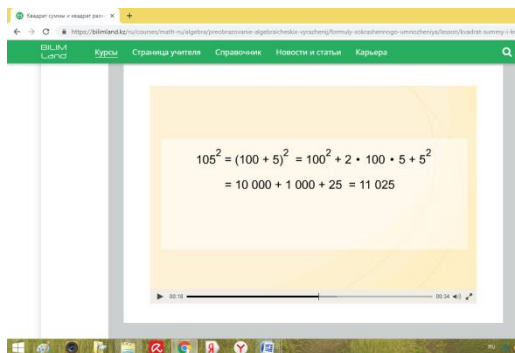 Квадрат суммы и квадрат разн
https://bilimland.kz/ru/courses/math-ru/algebra/preobrazovanie-algebraicheskix-vyrazhenij/formuly-sokrashhennogo-umnozheniya/lesson/kvadrat-summy-i-k
BILIM Land
Курсы Страница учителя Справочник Новости и статьи Карьера
105² = (100 + 5)² = 100² + 2 • 100 • 5 + 5²
= 10 000 + 1 000 + 25 = 11 025
00:18 00:34
RU